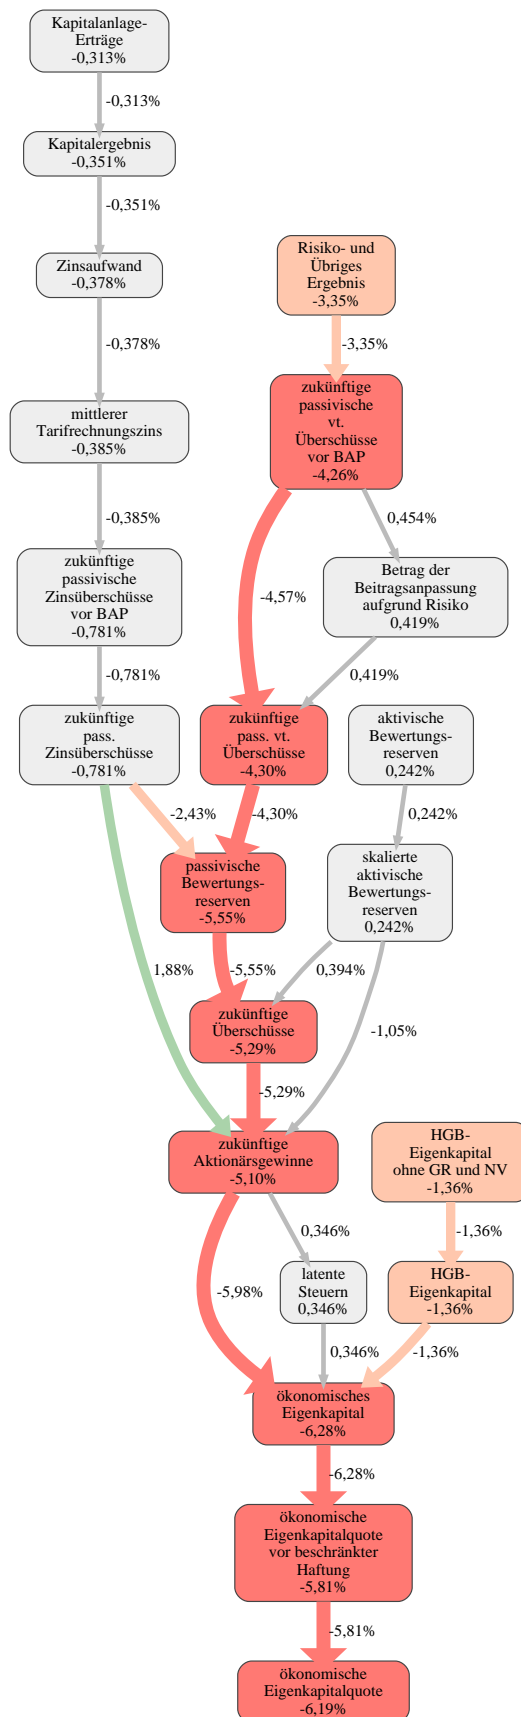 Kapitalanlage-
Erträge
-0,313%
-0,313%
Kapitalergebnis
-0,351%
-0,351%
Zinsaufwand
-0,378%
Risiko- und
Übriges
Ergebnis
-3,35%
-0,378%
-3,35%
mittlerer
Tarifrechnungszins
-0,385%
zukünftige
passivische
vt.
Überschüsse
vor BAP
-4,26%
-0,385%
0,454%
zukünftige
passivische
Zinsüberschüsse
vor BAP
-0,781%
-4,57%
Betrag der
Beitragsanpassung
aufgrund Risiko
0,419%
-0,781%
0,419%
zukünftige
pass.
Zinsüberschüsse
-0,781%
zukünftige
pass. vt.
Überschüsse
-4,30%
aktivische
Bewertungs-
reserven
0,242%
-2,43%
-4,30%
0,242%
passivische
Bewertungs-
reserven
-5,55%
skalierte
aktivische
Bewertungs-
reserven
0,242%
1,88%
-5,55%
0,394%
zukünftige
Überschüsse
-5,29%
-1,05%
-5,29%
zukünftige
Aktionärsgewinne
-5,10%
HGB-
Eigenkapital
ohne GR und NV
-1,36%
0,346%
-1,36%
-5,98%
latente
Steuern
0,346%
HGB-
Eigenkapital
-1,36%
0,346%
-1,36%
ökonomisches
Eigenkapital
-6,28%
-6,28%
ökonomische
Eigenkapitalquote
vor beschränkter
Haftung
-5,81%
-5,81%
ökonomische
Eigenkapitalquote
-6,19%